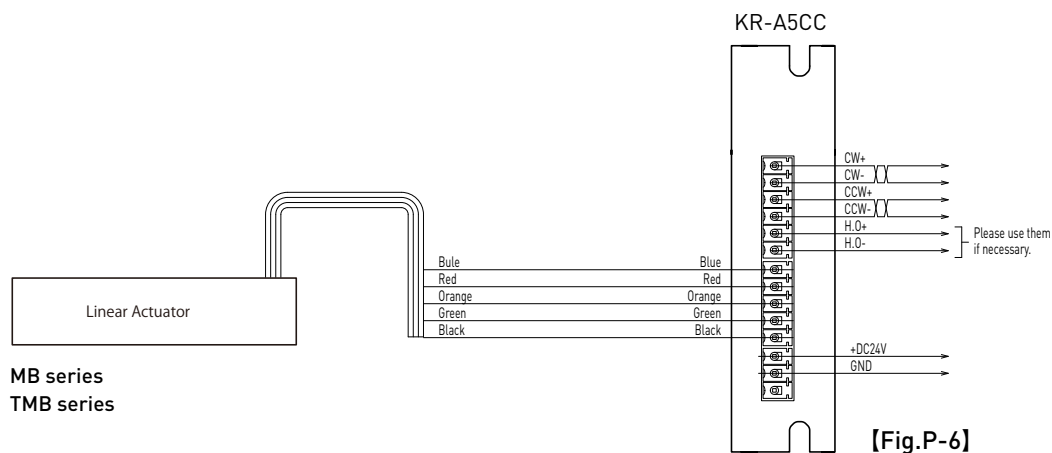 KR-A5CC
CW+
CW-
CCW+
CCW-
H.O+
H.O-
Please use them
if necessary.
Bule
Blue
Red
Red
Orange
Orange
Green
Green
Black
Black
+DC24V
GND
Linear Actuator
MB series
TMB series
【Fig.P-6】